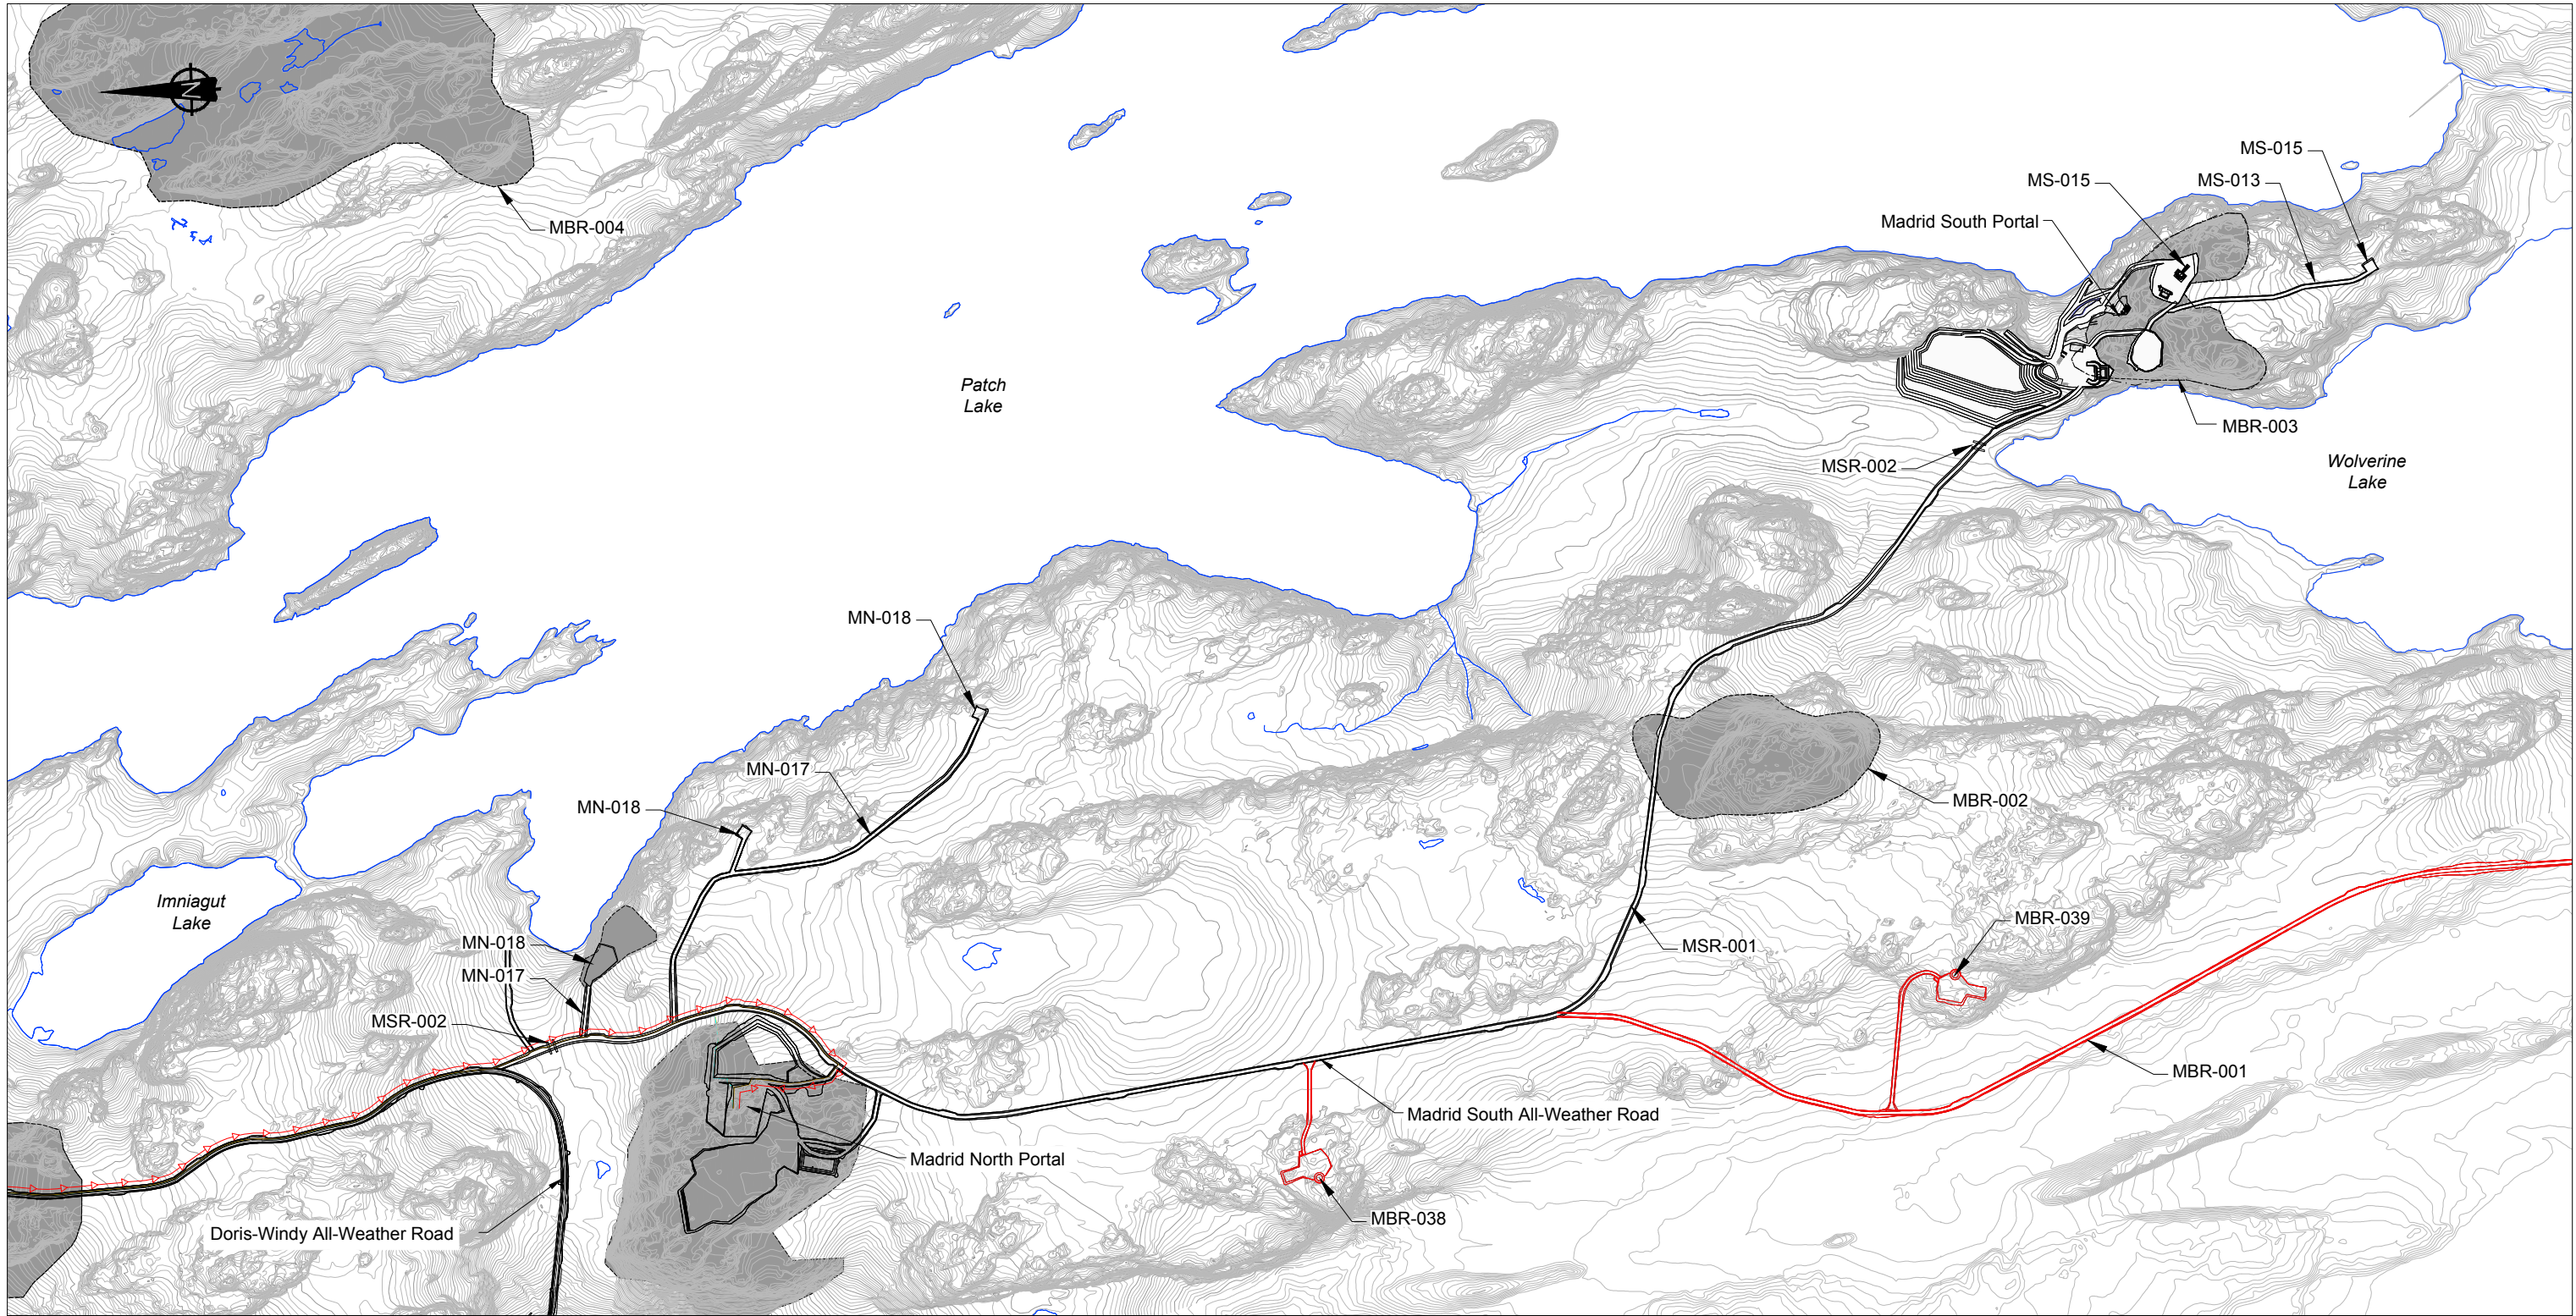 N
MBR-004
MS-015
MS-015
MS-013
Madrid South Portal
Patch
Lake
MBR-003
MSR-002
Wolverine
Lake
MN-018
MN-017
MN-018
MBR-002
Imniagut
Lake
MN-018
MBR-039
MSR-001
MN-017
MSR-002
MBR-001
Madrid South All-Weather Road
Madrid North Portal
MBR-038
Doris-Windy All-Weather Road